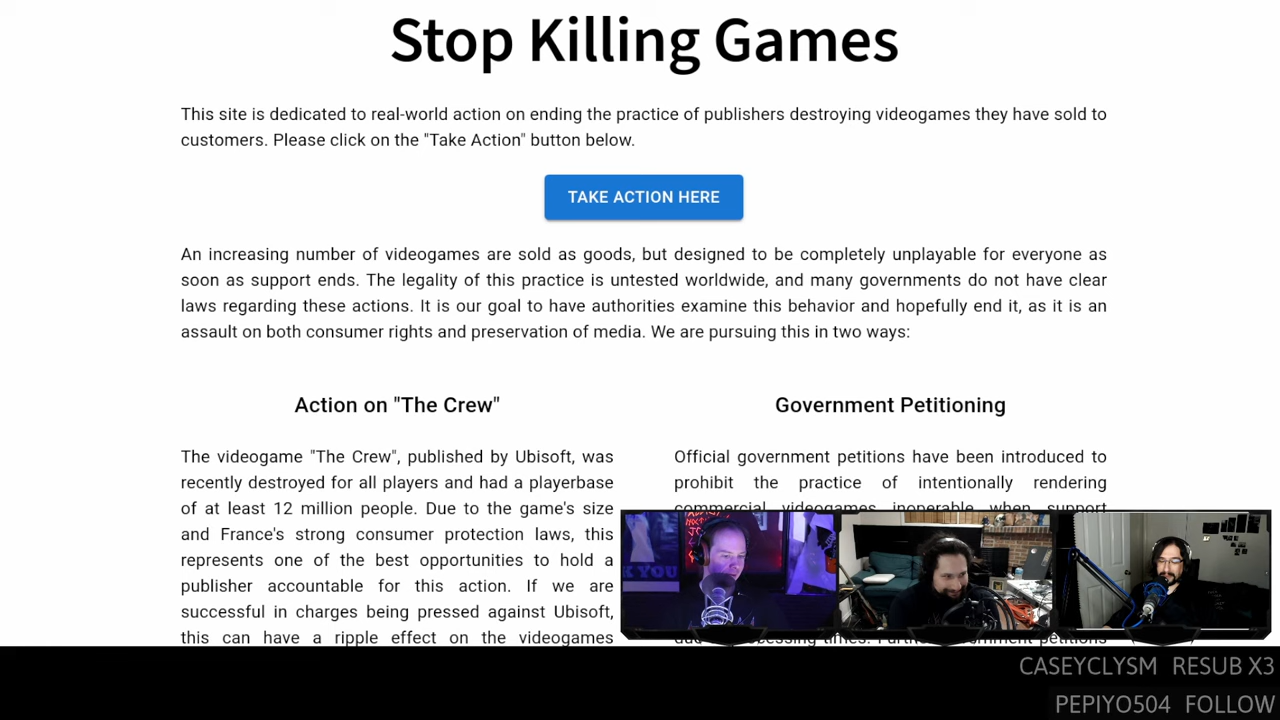 Stop Killing Games
This site is dedicated to real-world action on ending the practice of publishers destroying videogames they have sold to
customers. Please click on the "Take Action" button below.
TAKE ACTION HERE
An increasing number of videogames are sold as goods, but designed to be completely unplayable for everyone as
soon as support ends. The legality of this practice is untested worldwide, and many governments do not have clear
laws regarding these actions. It is our goal to have authorities examine this behavior and hopefully end it, as it is an
assault on both consumer rights and preservation of media. We are pursuing this in two ways:
Action on "The Crew"
The videogame "The Crew", published by Ubisoft, was
recently destroyed for all players and had a playerbase
of at least 12 million people. Due to the game's size
and France's strong consumer protection laws, this
represents one of the best opportunities to hold a
publisher accountable for this action. If we are
successful in charges being pressed against Ubisoft,
this can have a ripple effect on the videogames
Government Petitioning
Official government petitions have been introduced to
prohibit the practice of intentionally rendering
commercial videogames inoperable when support
K YOU
CASEYCLYSM RESUB X3
PEPIYO504 FOLLOW